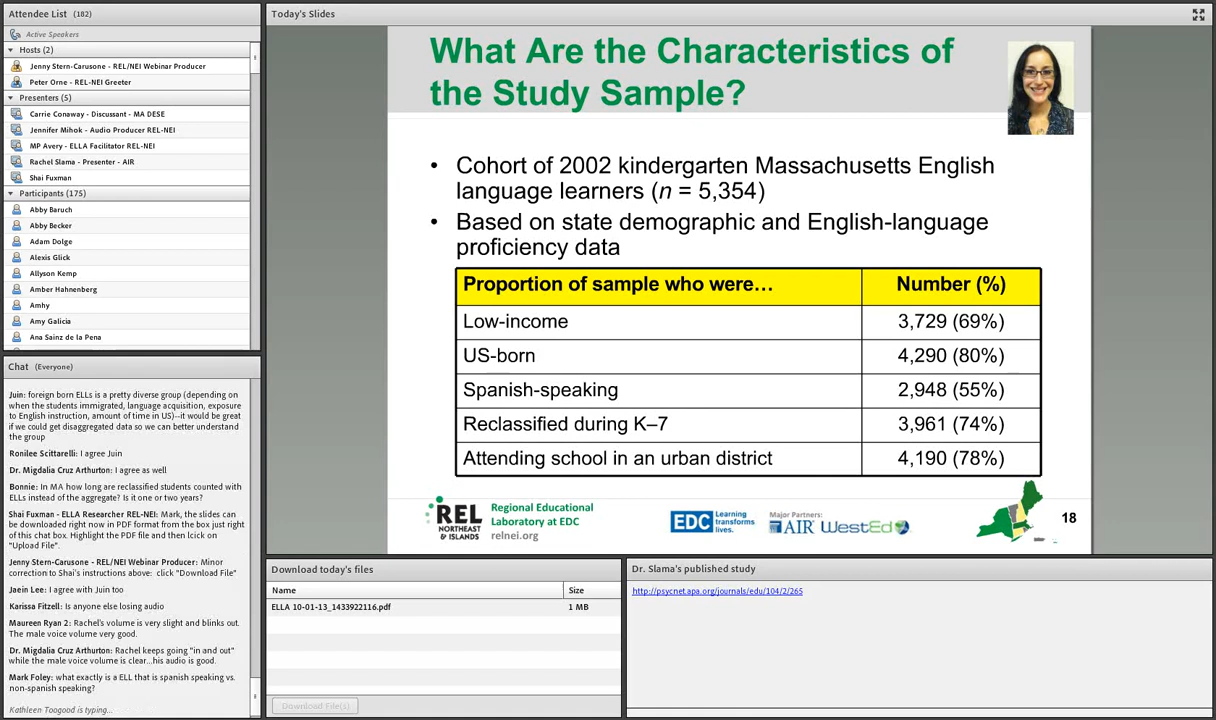 Attendee List (182)
Active Speakers
Hosts (2)
Jenny Stern-Carusone - REL/NEI Webinar Producer
Peter Orne - REL-NEI Greeter
Presenters (5)
Carrie Conaway - Discussant - MA DESE
Jennifer Mihok - Audio Producer REL-NEI
MP Avery - ELLA Facilitator REL-NEI
Rachel Slama - Presenter - AIR
Shai Fuxman
Participants (175)
Abby Baruch
Abby Becker
Adam Dolge
Alexis Glick
Allyson Kemp
Amber Hahnenberg
Amhy
Amy Galicia
Ana Sainz de la Pena
Chat (Everyone)
Juin: foreign born ELLs is a pretty diverse group (depending on
when the students immigrated, language acquisition, exposure
to English instruction, amount of time in US)--it would be great
if we could get disaggregated data so we can better understand
the group
Ronilee Scittarelli: I agree Juin
Dr. Migdalia Cruz Arthurton: I agree as well
Bonnie: In MA how long are reclassified students counted with
ELLs instead of the aggregate? Is it one or two years?
Shai Fuxman - ELLA Researcher REL-NEI: Mark, the slides can
be downloaded right now in PDF format from the box just right
of this chat box. Highlight the PDF file and then lcick on
"Upload File".
Jenny Stern-Carusone - REL/NEI Webinar Producer: Minor
correction to Shai's instructions above:  click "Download File"
Jaein Lee: I agree with Juin too
Karissa Fitzell: Is anyone else losing audio
Maureen Ryan 2: Rachel's volume is very slight and blinks out.
The male voice volume very good.
Dr. Migdalia Cruz Arthurton: Rachel keeps going "in and out"
while the male voice volume is clear...his audio is good.
Mark Foley: what exactly is a ELL that is spanish speaking vs.
non-spanish speaking?
Kathleen Toogood is typing...
Today's Slides
What Are the Characteristics of
the Study Sample?
• Cohort of 2002 kindergarten Massachusetts English
language learners (n = 5,354)
• Based on state demographic and English-language
proficiency data
Proportion of sample who were… Number (%)
Low-income 3,729 (69%)
US-born 4,290 (80%)
Spanish-speaking 2,948 (55%)
Reclassified during K–7 3,961 (74%)
Attending school in an urban district 4,190 (78%)
REL
NORTHEAST
& ISLANDS
Regional Educational
Laboratory at EDC
relnei.org
EDC Learning
transforms
lives.
Major Partners:
AIR WestEd
18
Download today's files
Name Size
ELLA 10-01-13_1433922116.pdf 1 MB
Download File(s)
Dr. Slama's published study
http://psycnet.apa.org/journals/edu/104/2/265